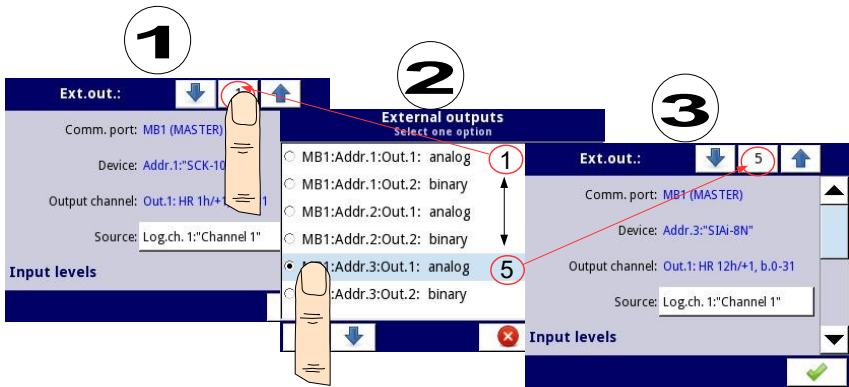 1
Ext.out.:
Comm. port: MB1 (MASTER)
Device: Addr.1:"SCK-10
Output channel: Out.1: HR 1h/+1
Source: Log.ch. 1:"Channel 1"
Input levels
2
External outputs
Select one option
MB1:Addr.1:Out.1: analog
1
MB1:Addr.1:Out.2: binary
MB1:Addr.2:Out.1: analog
MB1:Addr.2:Out.2: binary
MB1:Addr.3:Out.1: analog
5
:Addr.3:Out.2: binary
3
Ext.out.: 5
Comm. port: MB1 (MASTER)
Device: Addr.3:"SIAi-8N"
Output channel: Out.1: HR 12h/+1, b.0-31
Source: Log.ch. 1:"Channel 1"
Input levels